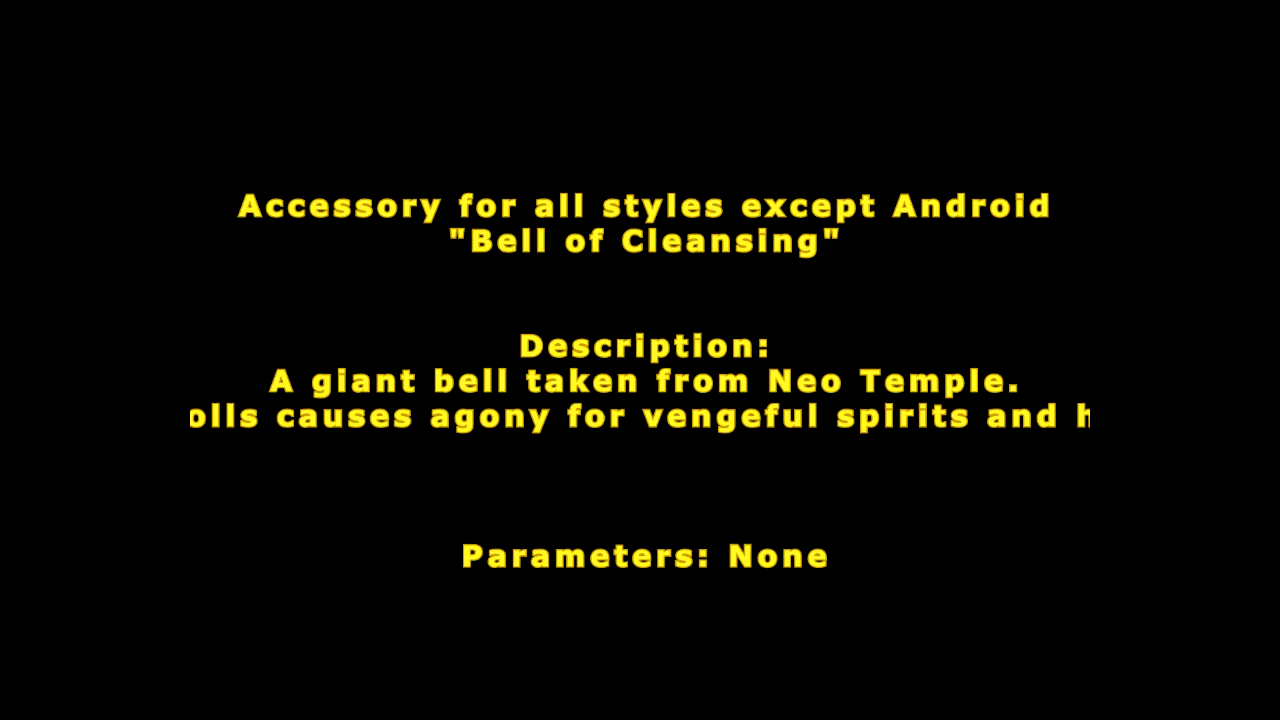 Accessory for all styles except Android
"Bell of Cleansing"
Description:
A giant bell taken from Neo Temple.
olls causes agony for vengeful spirits and h
Parameters: None